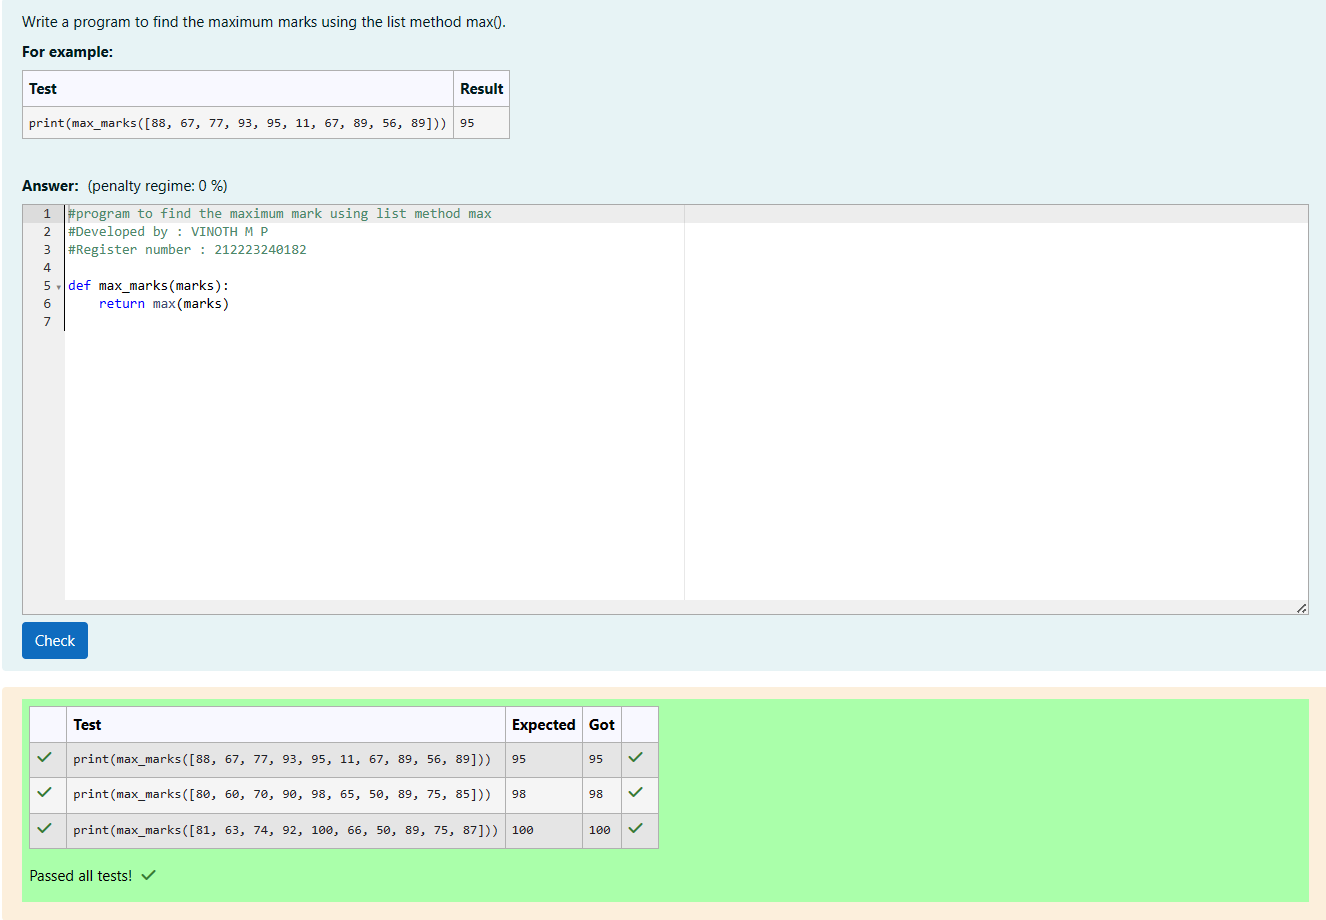 Write a program to find the maximum marks using the list method max().
For example:
Test Result
print(max_marks([88, 67, 77, 93, 95, 11, 67, 89, 56, 89])) 95
Answer: (penalty regime: 0 %)
1 #program to find the maximum mark using list method max
2 #Developed by : VINOTH M P
3 #Register number : 212223240182
4
5 def max_marks(marks):
6     return max(marks)
7
Check
Test Expected Got
print(max_marks([88, 67, 77, 93, 95, 11, 67, 89, 56, 89])) 95 95
print(max_marks([80, 60, 70, 90, 98, 65, 50, 89, 75, 85])) 98 98
print(max_marks([81, 63, 74, 92, 100, 66, 50, 89, 75, 87])) 100 100
Passed all tests!